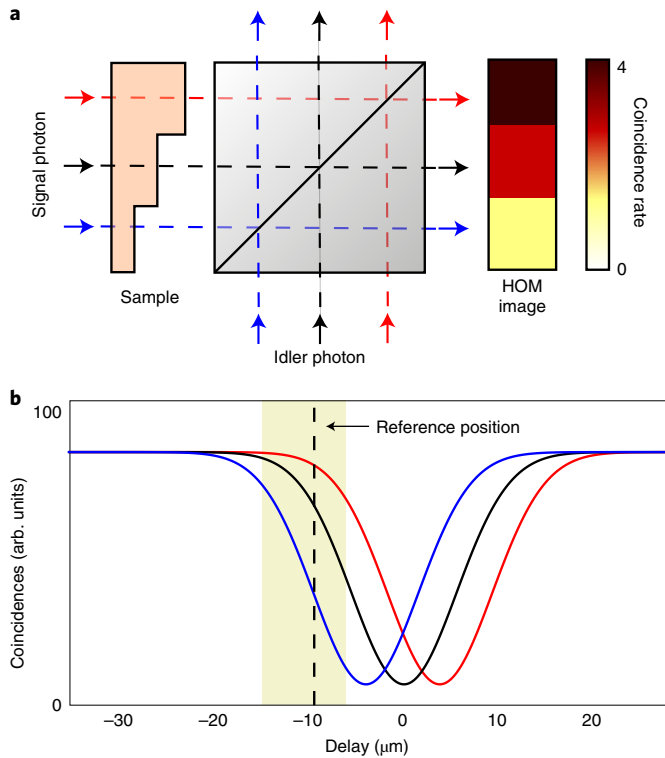 a
Signal photon
Sample
Idler photon
HOM
image
4
0
Coincidence rate
b
Reference position
Coincidences (arb. units)
100
0
−30
−20
−10
0
10
20
Delay (μm)